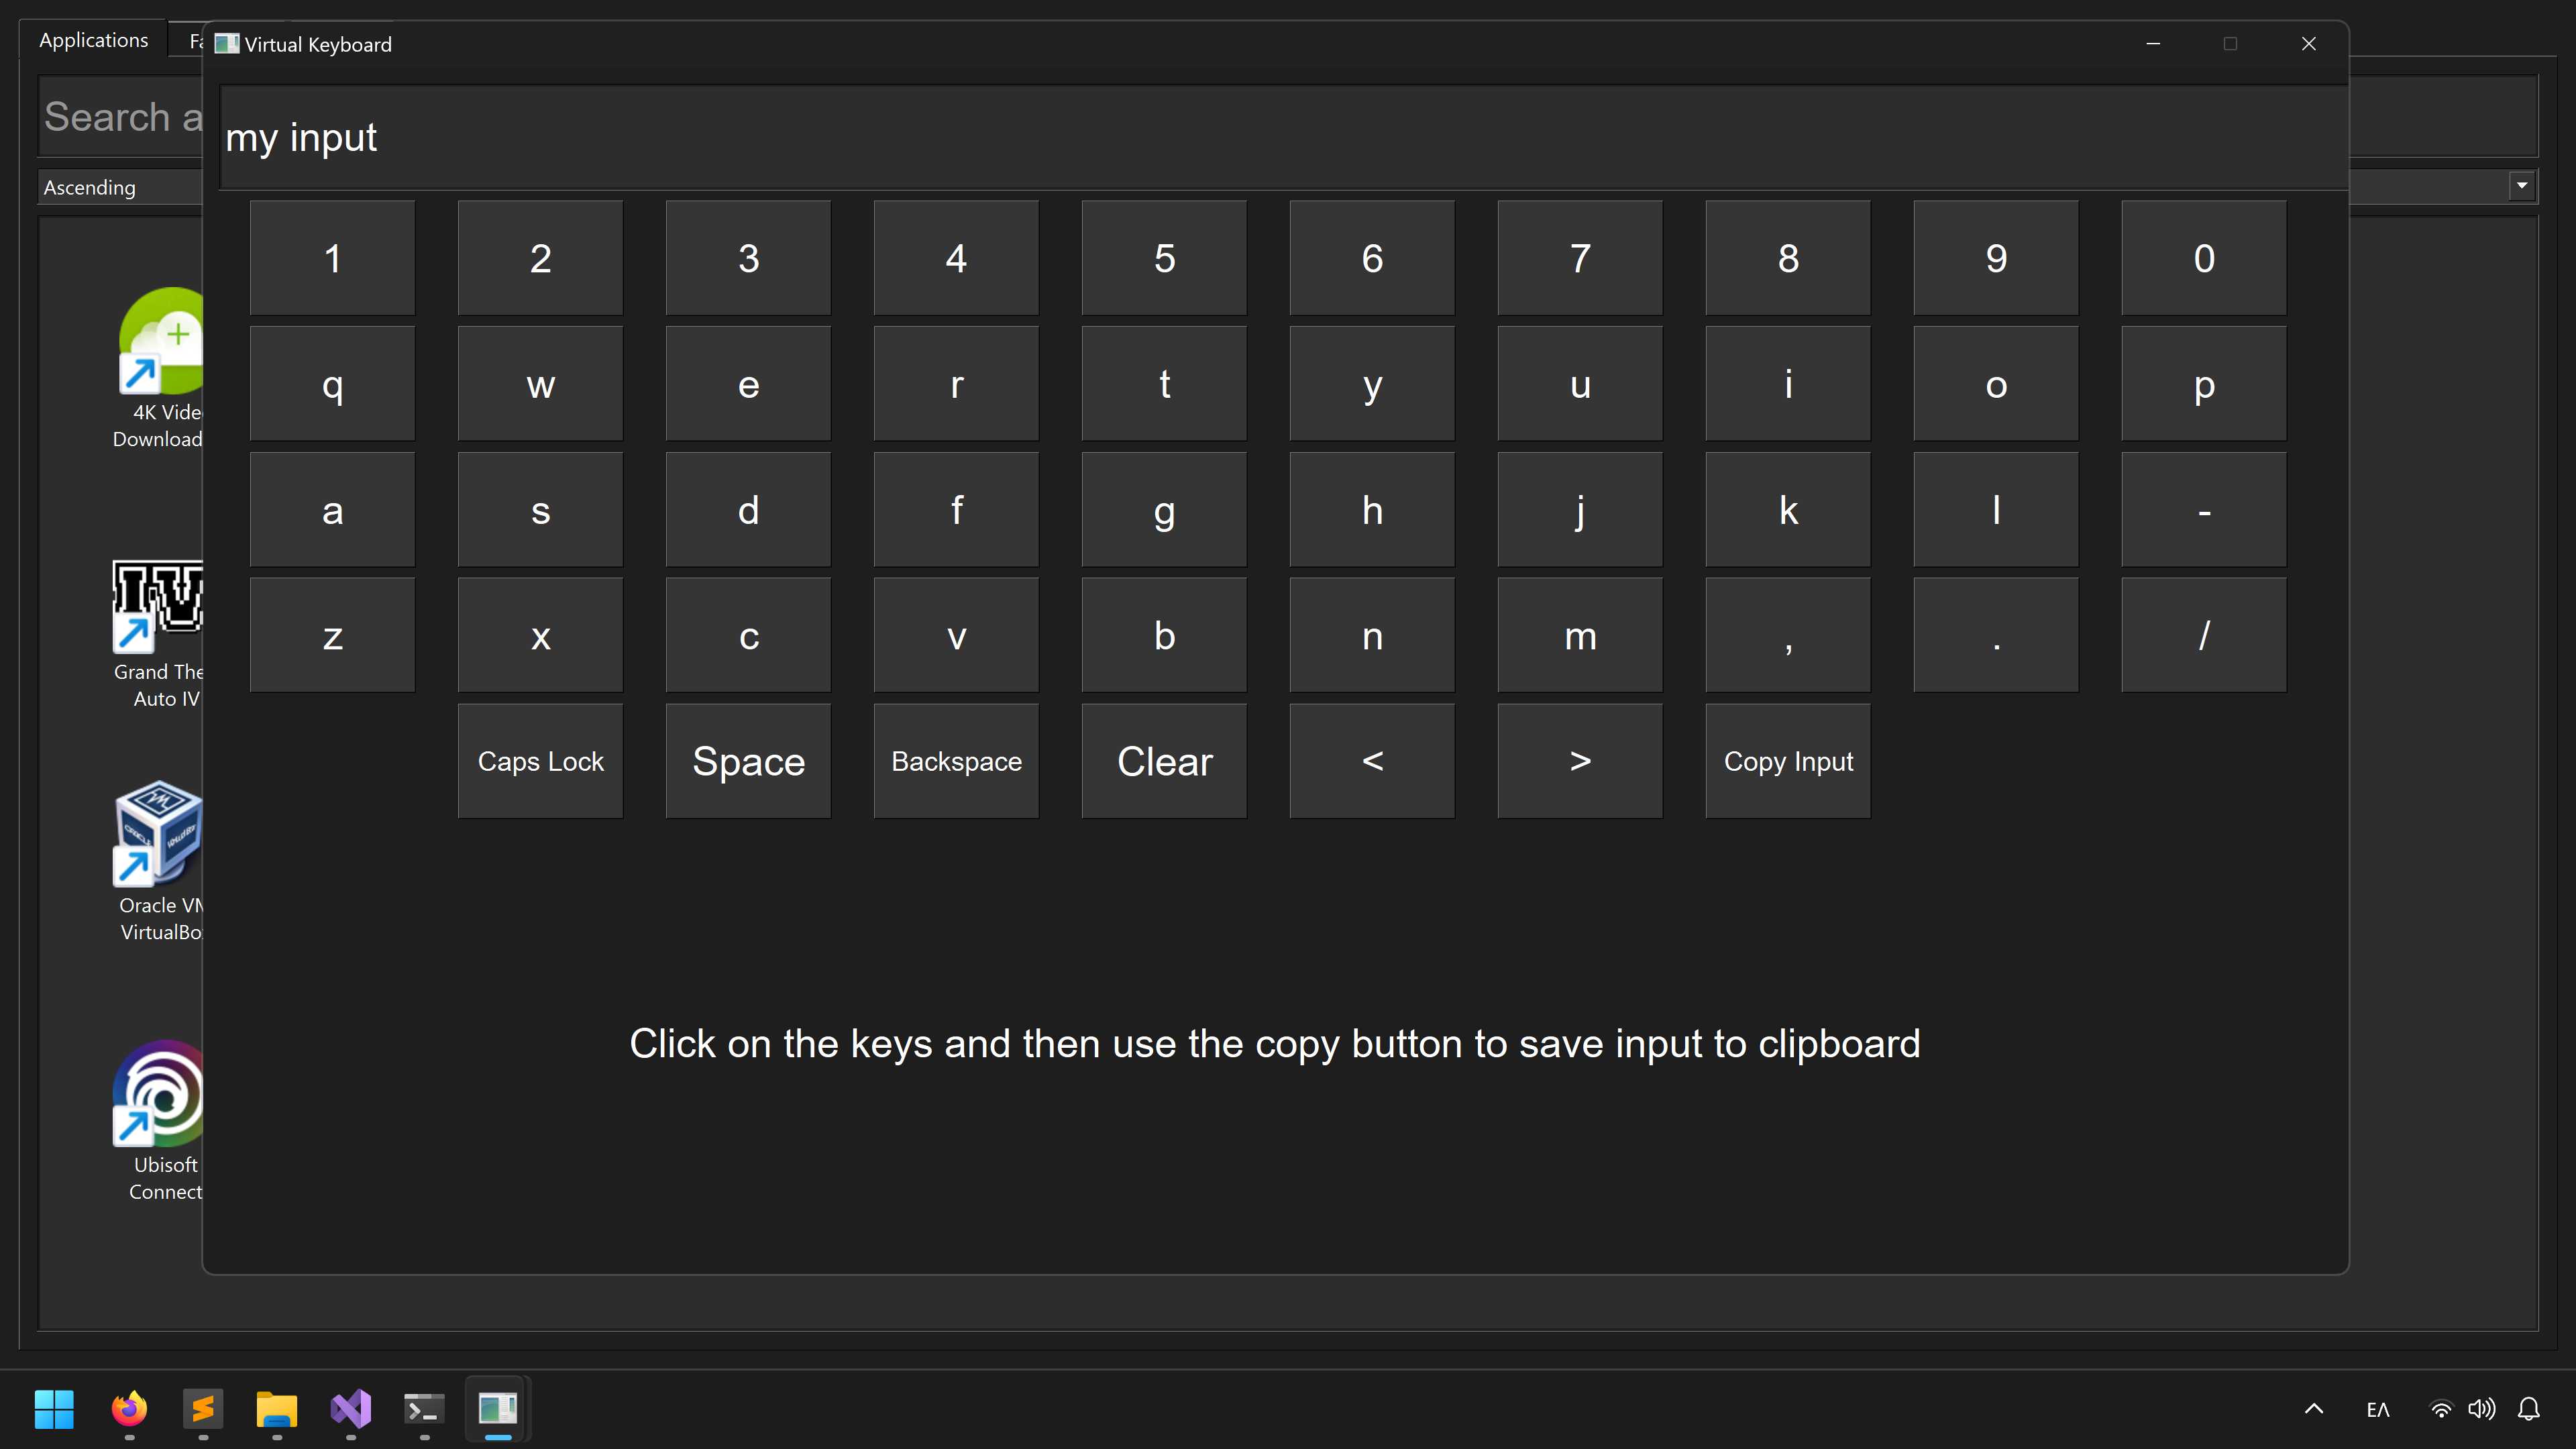 Applications
Fa
Virtual Keyboard
Search a
my input
Ascending
1 2 3 4 5 6 7 8 9 0
q w e r t y u i o p
a s d f g h j k l -
z x c v b n m , . /
Caps Lock Space Backspace Clear < > Copy Input
Click on the keys and then use the copy button to save input to clipboard
4K Vide
Download
IV
Grand The
Auto IV
Oracle VM
VirtualBo
Ubisoft
Connect
ΕΛ